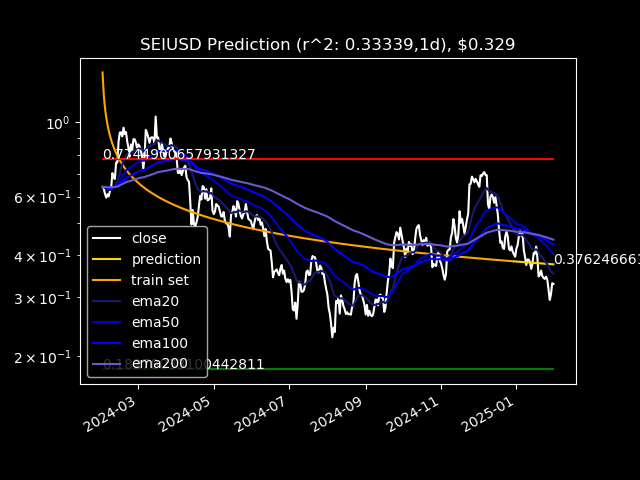 SEIUSD Prediction (r^2: 0.33339,1d), $0.329
10^0
6 × 10^-1
4 × 10^-1
3 × 10^-1
2 × 10^-1
0.7744900657931327
0.376246661
close
prediction
train set
ema20
ema50
ema100
ema200
2024-03
2024-05
2024-07
2024-09
2024-11
2025-01